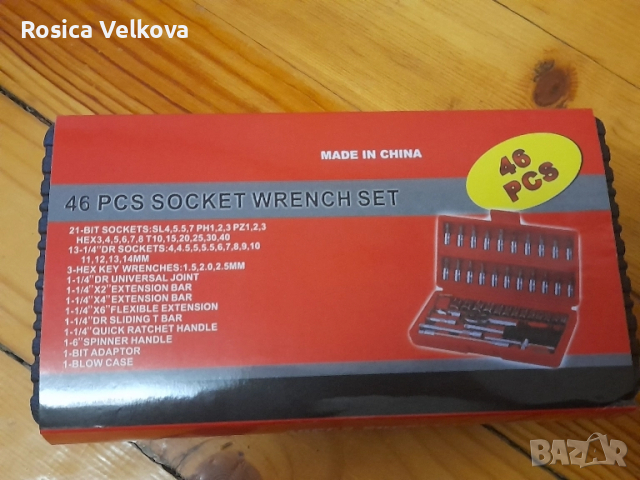 Rosica Velkova
MADE IN CHINA
46
PCS
46 PCS SOCKET WRENCH SET
21-BIT SOCKETS:SL4,5.5,7 PH1,2,3 PZ1,2,3
HEX3,4,5,6,7,8 T10,15,20,25,30,40
13-1/4"DR SOCKETS:4,4.5,5,5.5,6,7,8,9,10
11,12,13,14MM
3-HEX KEY WRENCHES:1.5,2.0,2.5MM
1-1/4"DR UNIVERSAL JOINT
1-1/4"X2"EXTENSION BAR
1-1/4"X4"EXTENSION BAR
1-1/4"X6"FLEXIBLE EXTENSION
1-1/4"DR SLIDING T BAR
1-1/4"QUICK RATCHET HANDLE
1-6"SPINNER HANDLE
1-BIT ADAPTOR
1-BLOW CASE
BAZAR